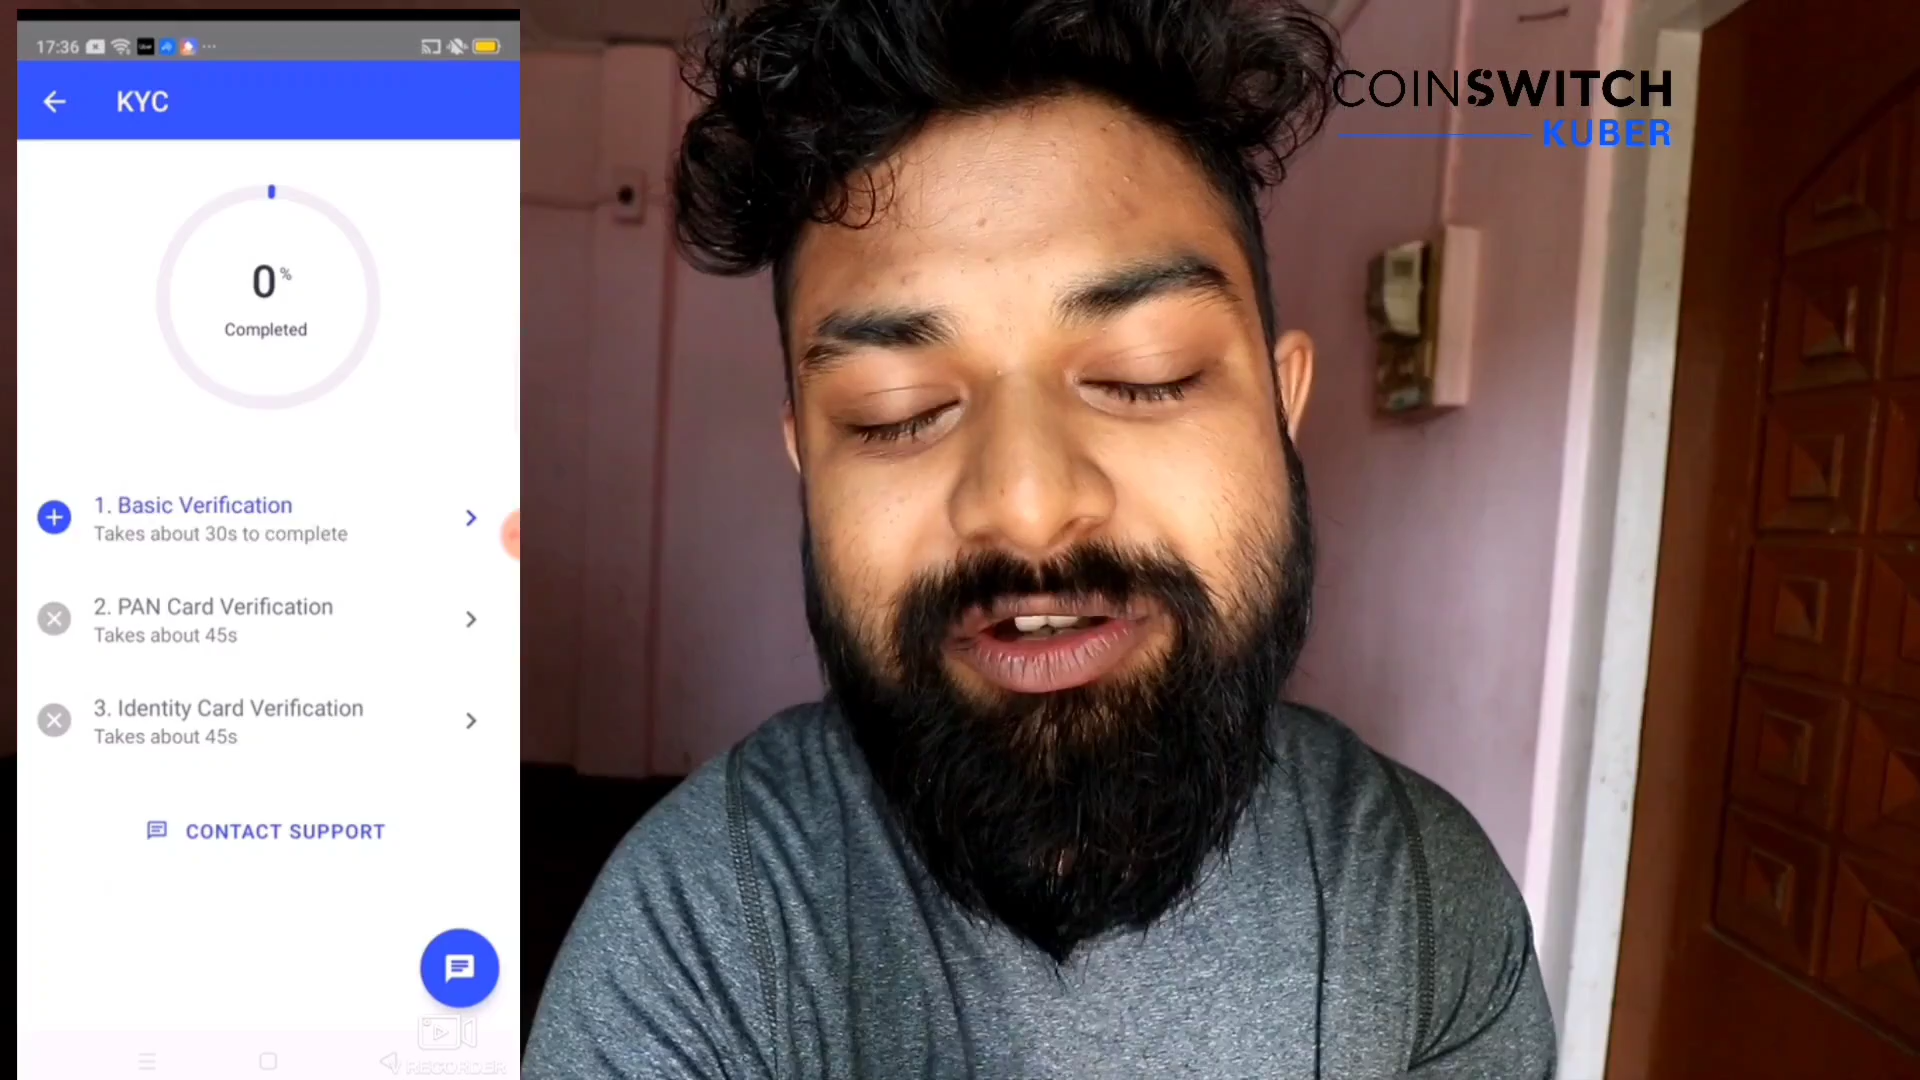 17:36
KYC
0%
Completed
1. Basic Verification
Takes about 30s to complete
2. PAN Card Verification
Takes about 45s
3. Identity Card Verification
Takes about 45s
CONTACT SUPPORT
RECORDER
COINSWITCH
KUBER